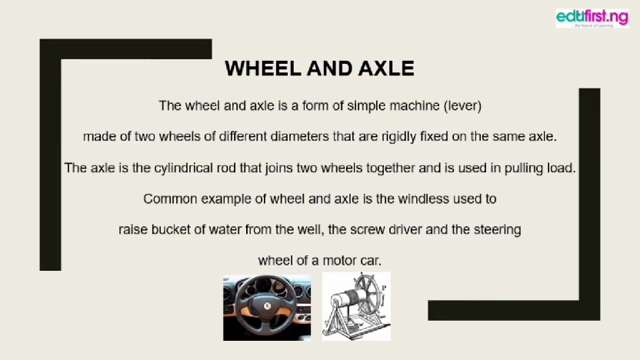 edufirst.ng
WHEEL AND AXLE
The wheel and axle is a form of simple machine (lever)
made of two wheels of different diameters that are rigidly fixed on the same axle.
The axle is the cylindrical rod that joins two wheels together and is used in pulling load.
Common example of wheel and axle is the windless used to
raise bucket of water from the well, the screw driver and the steering
wheel of a motor car.